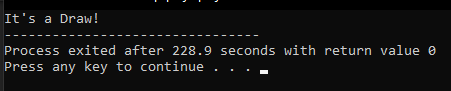 It's a Draw!
--------------------------------
Process exited after 228.9 seconds with return value 0
Press any key to continue . . .